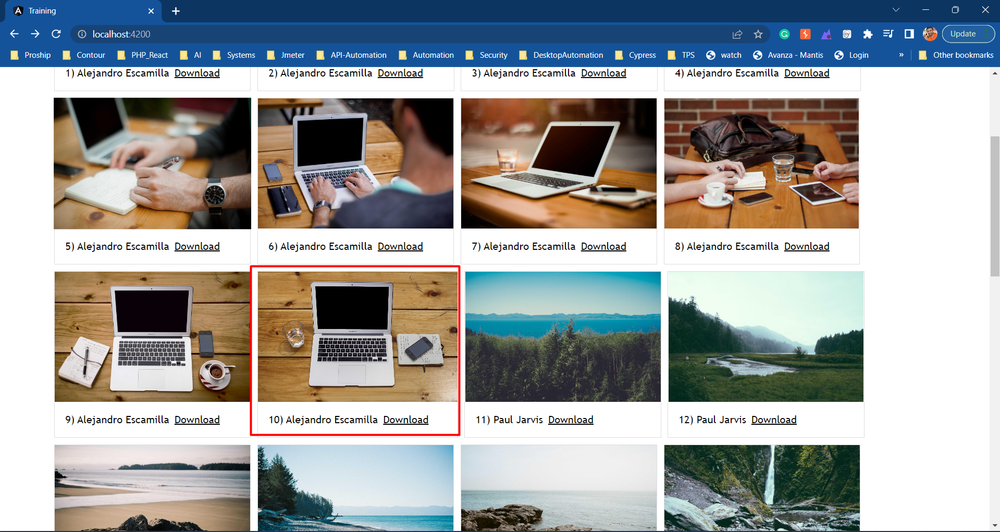 Training
localhost:4200
Update
Proship Contour PHP_React AI Systems Jmeter API-Automation Automation Security DesktopAutomation Cypress TPS watch Avanza - Mantis Login » Other bookmarks
1) Alejandro Escamilla Download 2) Alejandro Escamilla Download 3) Alejandro Escamilla Download 4) Alejandro Escamilla Download
5) Alejandro Escamilla Download 6) Alejandro Escamilla Download 7) Alejandro Escamilla Download 8) Alejandro Escamilla Download
9) Alejandro Escamilla Download 10) Alejandro Escamilla Download 11) Paul Jarvis Download 12) Paul Jarvis Download